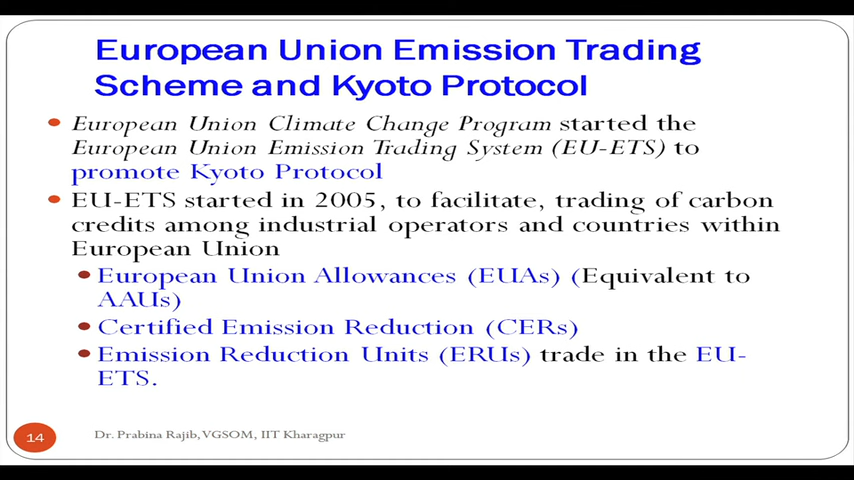 European Union Emission Trading
Scheme and Kyoto Protocol
European Union Climate Change Program started the
European Union Emission Trading System (EU-ETS) to
promote Kyoto Protocol
EU-ETS started in 2005, to facilitate, trading of carbon
credits among industrial operators and countries within
European Union
European Union Allowances (EUAs) (Equivalent to
AAUs)
Certified Emission Reduction (CERs)
Emission Reduction Units (ERUs) trade in the EU-
ETS.
14
Dr. Prabina Rajib, VGSOM, IIT Kharagpur